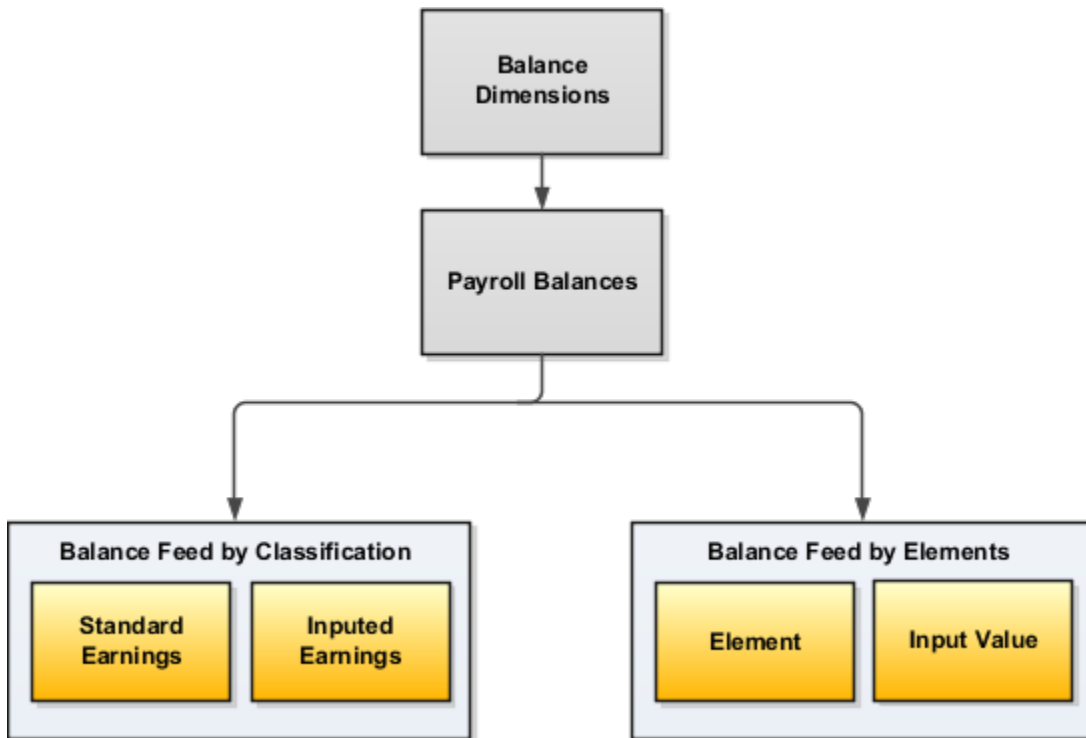 Balance
Dimensions
Payroll Balances
Balance Feed by Classification
Standard
Earnings
Inputed
Earnings
Balance Feed by Elements
Element
Input Value